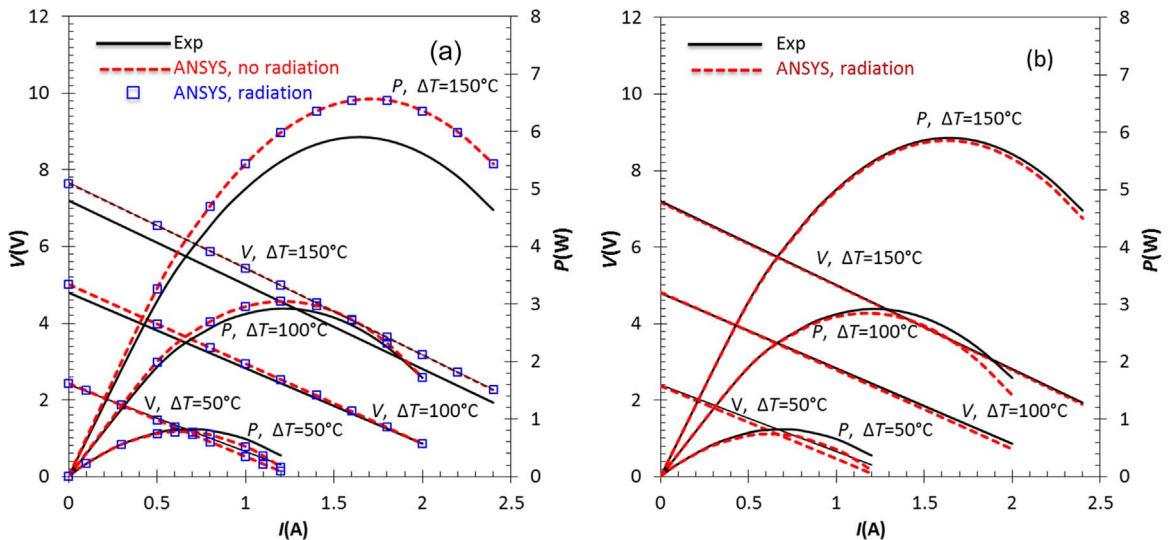 (a)
Exp
ANSYS, no radiation
ANSYS, radiation
P, ΔT=150°C
V, ΔT=150°C
P, ΔT=100°C
V, ΔT=100°C
V, ΔT=50°C
P, ΔT=50°C
V(V)
12
10
8
6
4
2
0
P(W)
8
7
6
5
4
3
2
1
0
0
0.5
1
1.5
2
2.5
I(A)
(b)
Exp
ANSYS, radiation
P, ΔT=150°C
V, ΔT=150°C
P, ΔT=100°C
V, ΔT=100°C
V, ΔT=50°C
P, ΔT=50°C
V(V)
12
10
8
6
4
2
0
P(W)
8
7
6
5
4
3
2
1
0
0
0.5
1
1.5
2
2.5
I(A)